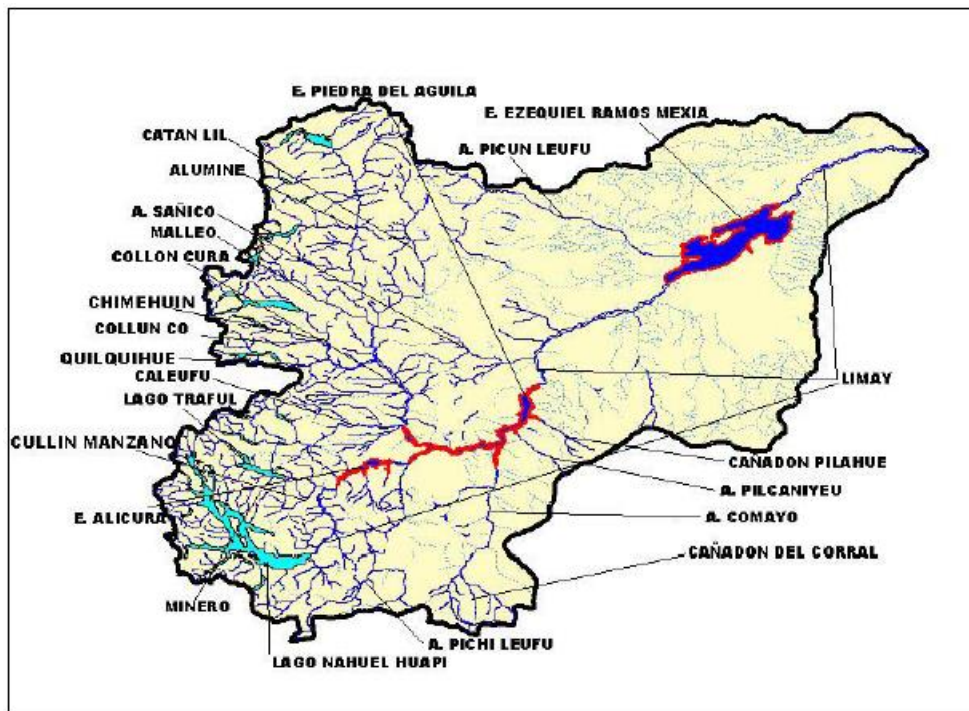 E. PIEDRA DEL AGUILA
E. EZEQUIEL RAMOS MEXIA
CATAN LIL
A. PICUN LEUFU
ALUMINE
A. SAÑICO
MALLEO
COLLON CURA
CHIMEHUIN
COLLUN CO
QUILQUIHUE
CALEUFU
LIMAY
LAGO TRAFUL
CULLIN MANZANO
CAÑADON PILAHUE
A. PILCANIYEU
E. ALICURA
A. COMAYO
CAÑADON DEL CORRAL
MINERO
A. PICHI LEUFU
LAGO NAHUEL HUAPI